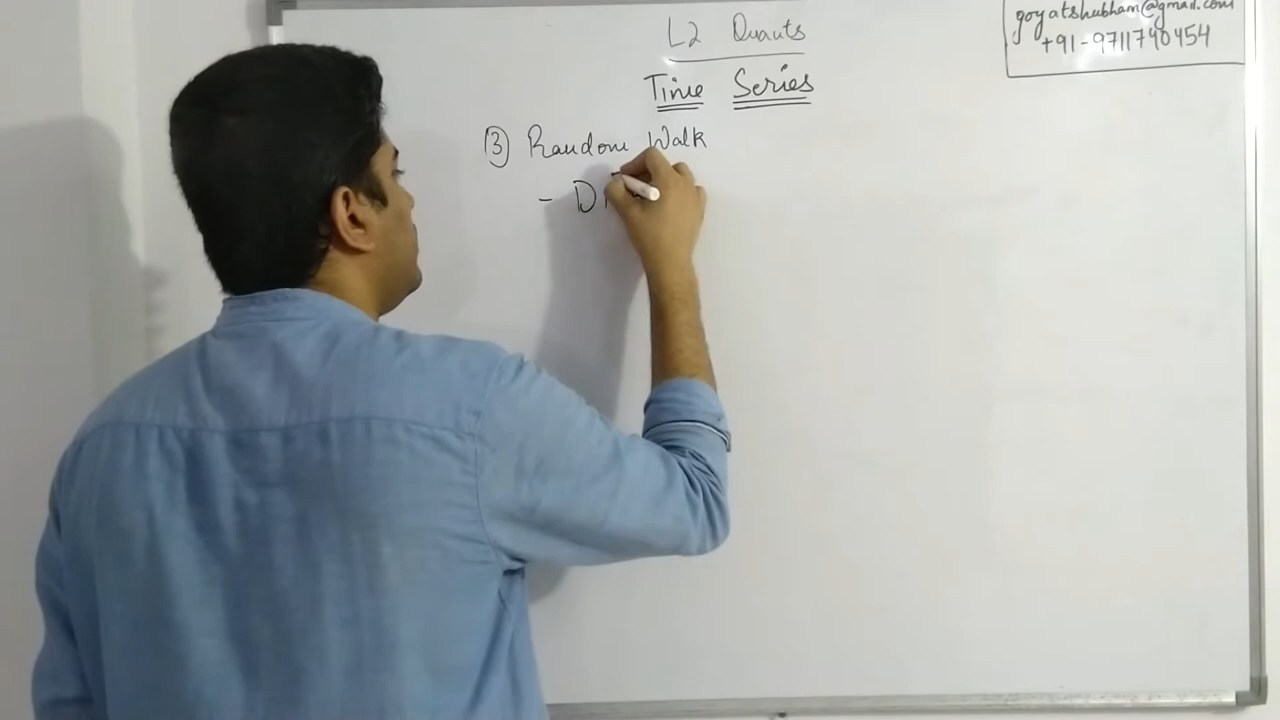 L2 Quants
Time Series
goyatshubham@gmail.com
+91-9711740454
③ Random Walk
- D